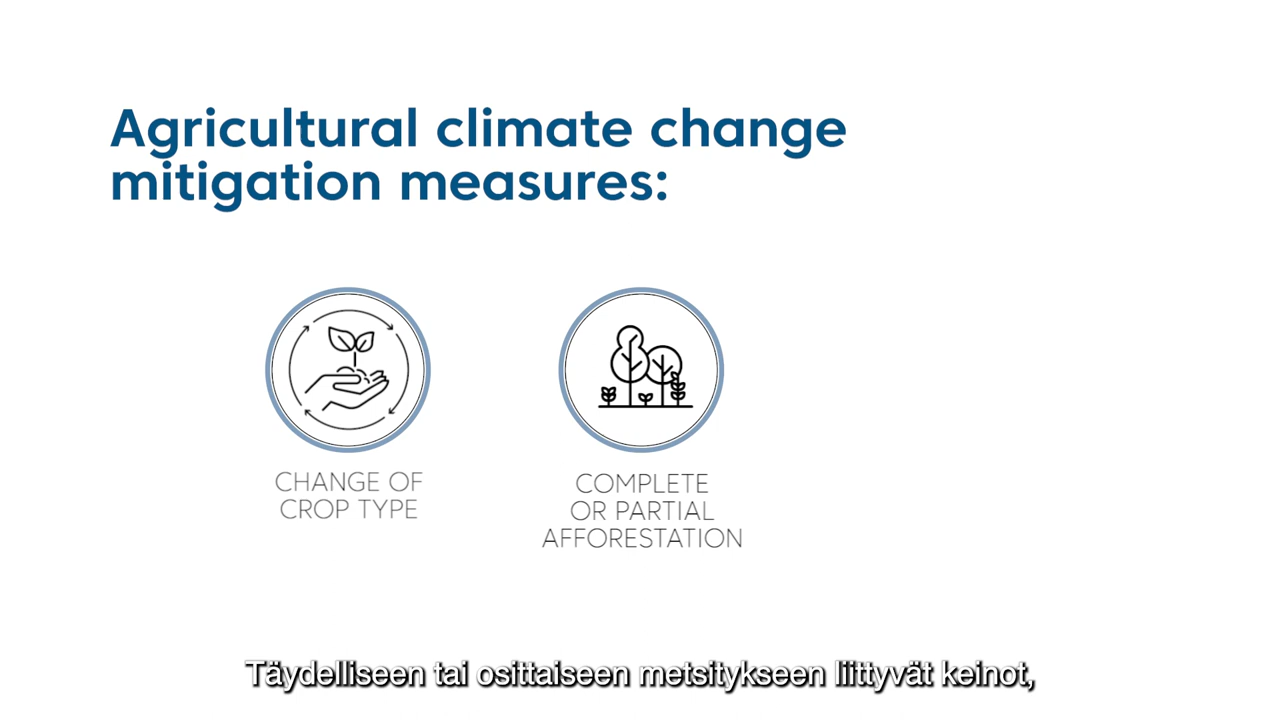 Agricultural climate change
mitigation measures:
CHANGE OF
CROP TYPE
COMPLETE
OR PARTIAL
AFFORESTATION
Täydelliseen tai osittaiseen metsitykseen liittyvät keinot,